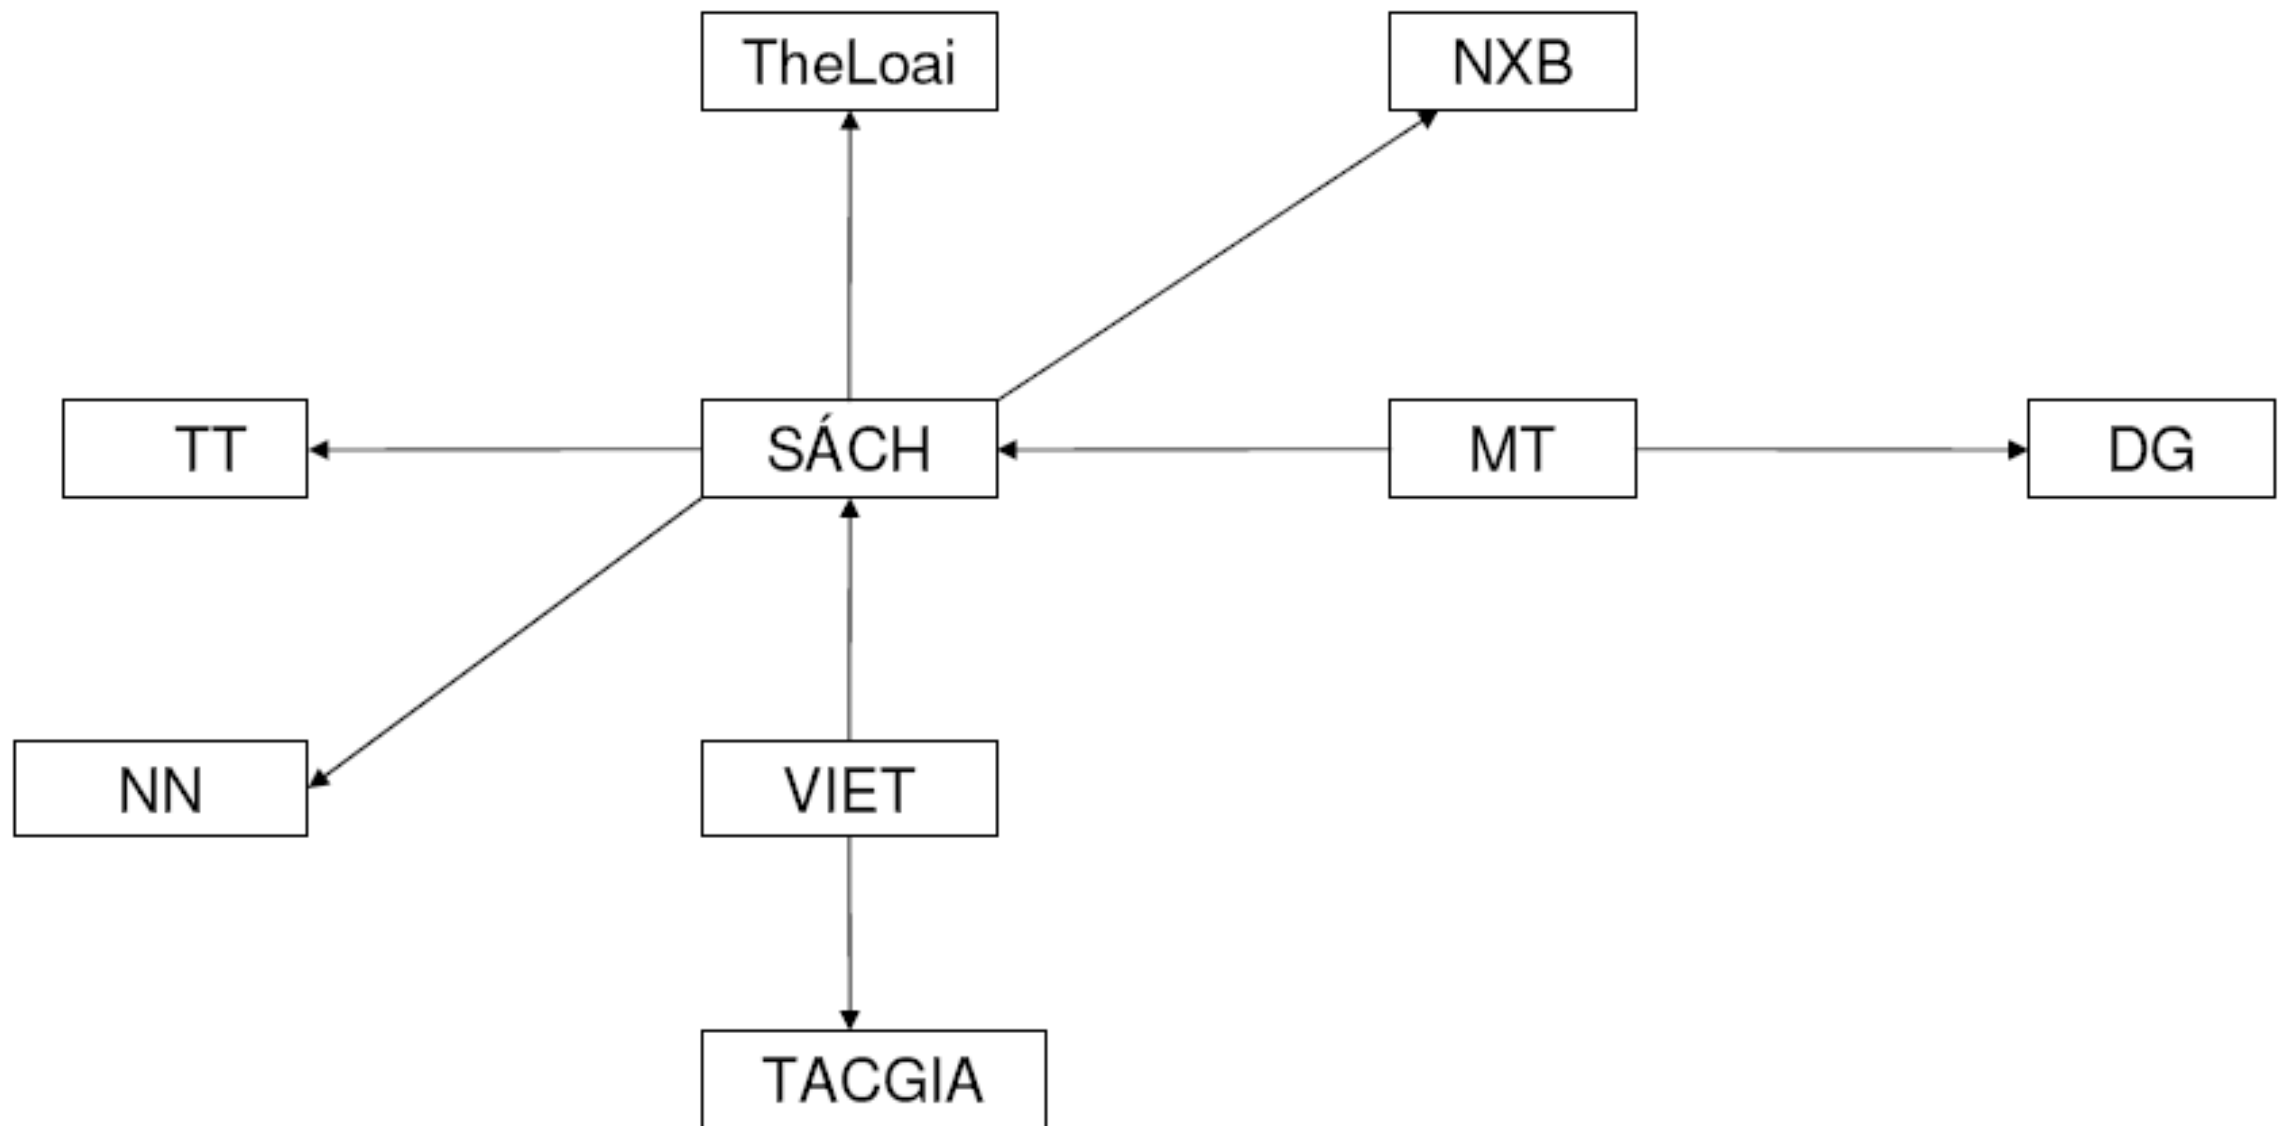 TheLoai
NXB
TT
SÁCH
MT
DG
NN
VIET
TACGIA